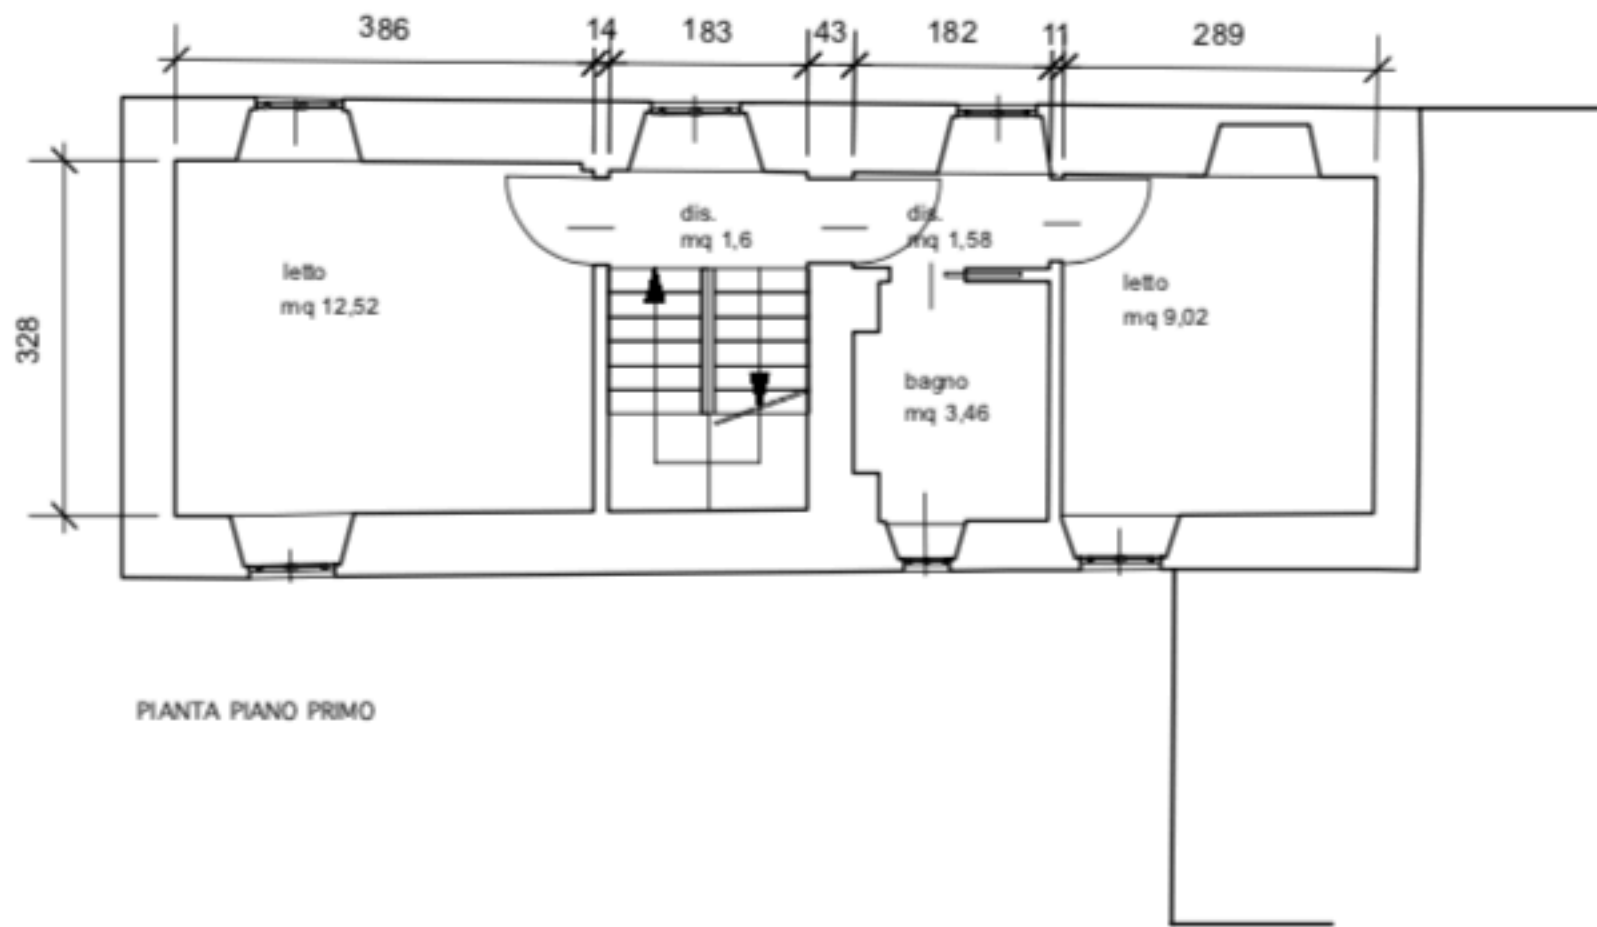 386 14 183 43 182 11 289
328
letto
mq 12,52
dis.
mq 1,6
dis.
mq 1,58
letto
mq 9,02
bagno
mq 3,46
PIANTA PIANO PRIMO